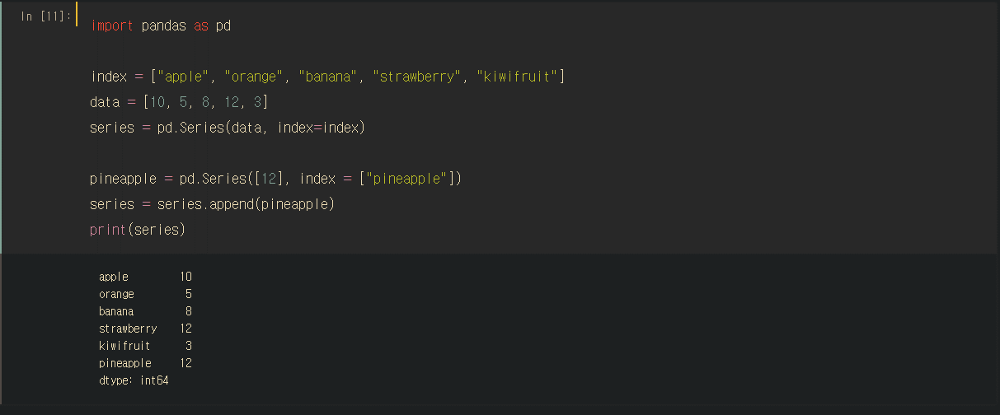 In [11]:
import pandas as pd
index = ["apple", "orange", "banana", "strawberry", "kiwifruit"]
data = [10, 5, 8, 12, 3]
series = pd.Series(data, index=index)
pineapple = pd.Series([12], index = ["pineapple"])
series = series.append(pineapple)
print(series)
apple 10
orange 5
banana 8
strawberry 12
kiwifruit 3
pineapple 12
dtype: int64